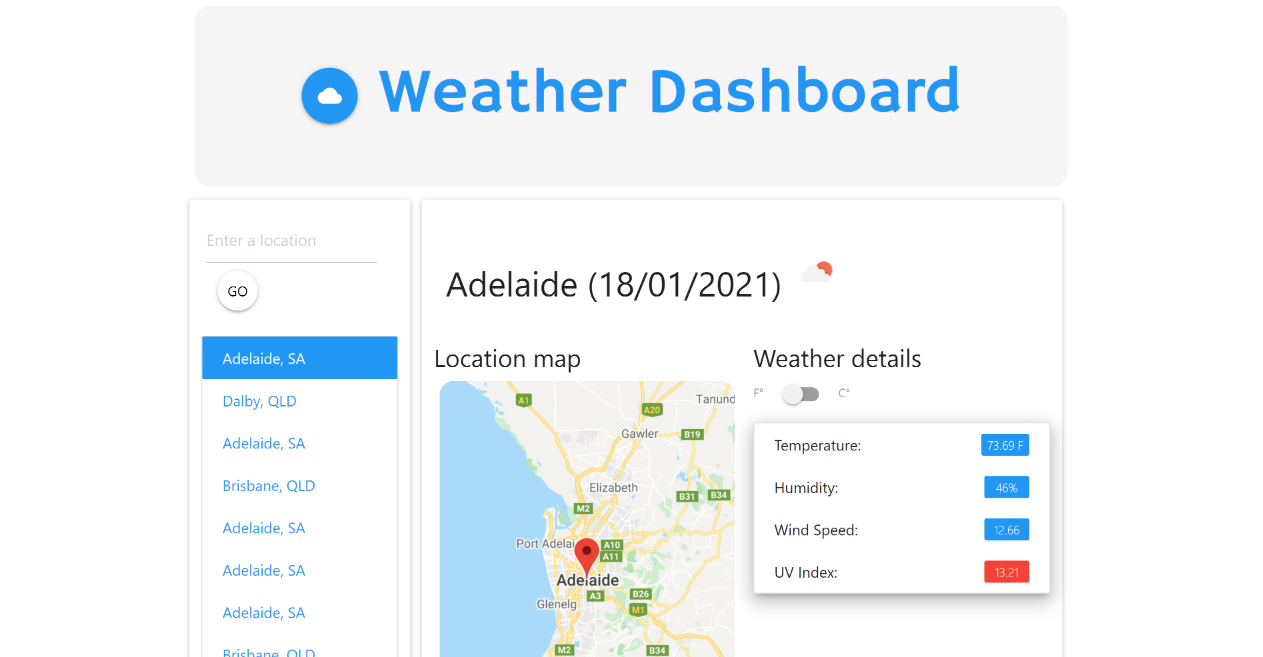 Weather Dashboard
Enter a location
GO
Adelaide, SA
Dalby, QLD
Adelaide, SA
Brisbane, QLD
Adelaide, SA
Adelaide, SA
Adelaide, SA
Brisbane, QLD
Adelaide (18/01/2021)
Location map
A1
Tanund
A20
Gawler
B19
Elizabeth
B31
B34
M2
Port Adelai
A10
A11
Adelaide
A3
B26
Glenelg
M1
M2
B34
Weather details
F° C°
Temperature: 73.69 F
Humidity: 46%
Wind Speed: 12.66
UV Index: 13.21